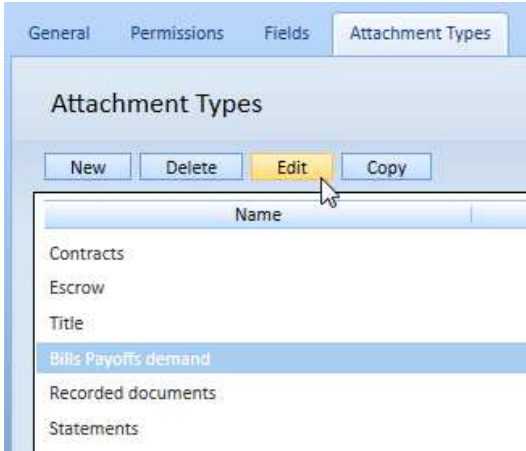 General Permissions Fields Attachment Types
Attachment Types
New Delete Edit Copy
Name
Contracts
Escrow
Title
Bills Payoffs demand
Recorded documents
Statements